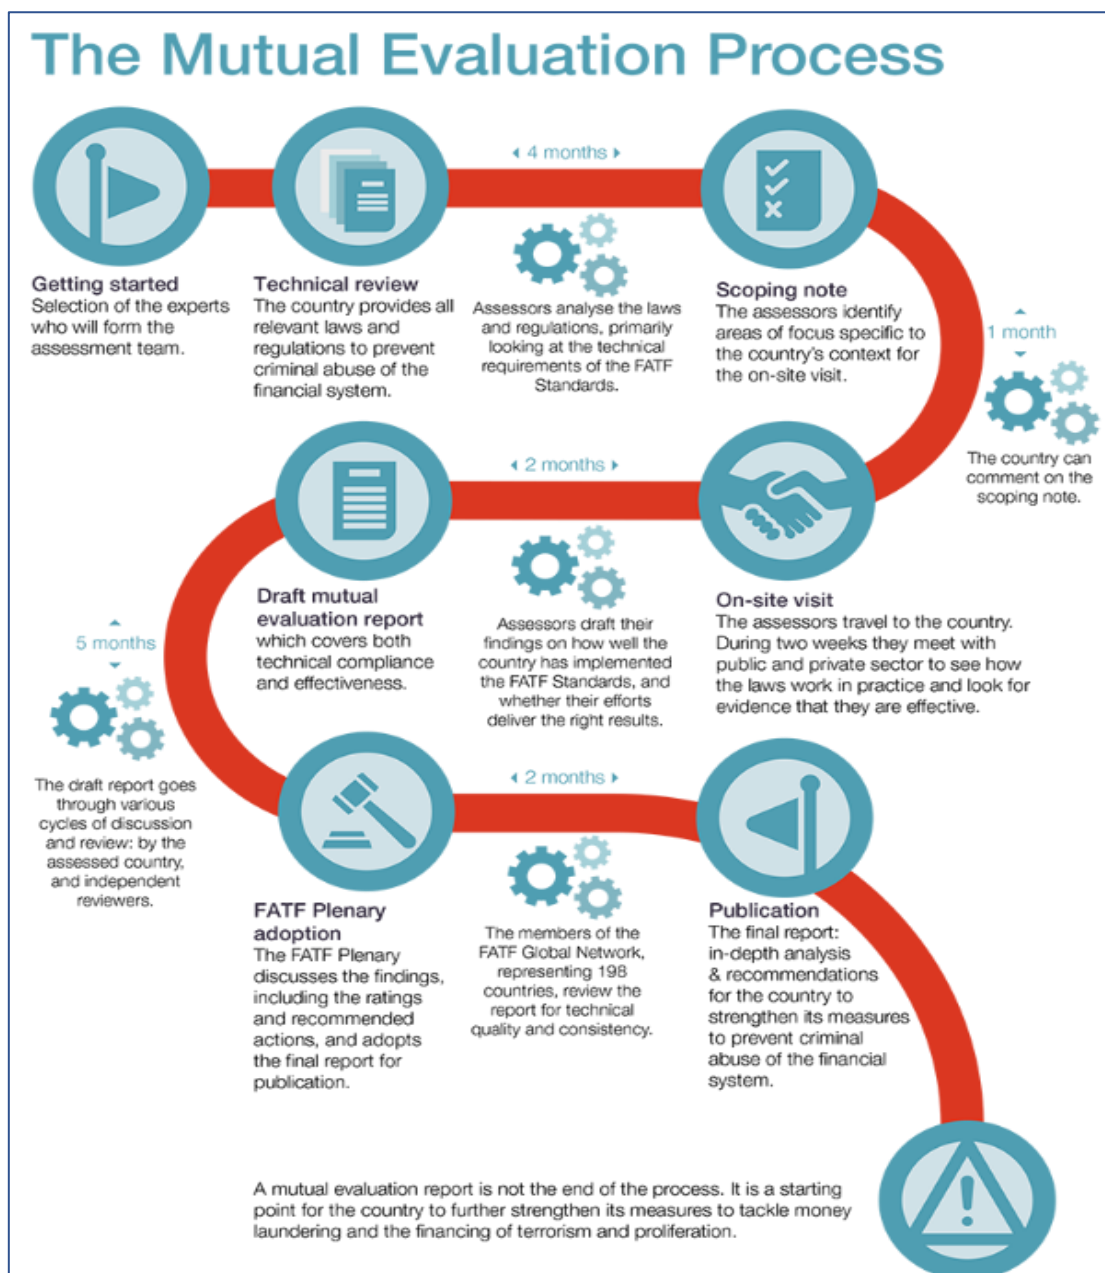 The Mutual Evaluation Process
Getting started
Selection of the experts
who will form the
assessment team.
Technical review
The country provides all
relevant laws and
regulations to prevent
criminal abuse of the
financial system.
4 months
Assessors analyse the laws
and regulations, primarily
looking at the technical
requirements of the FATF
Standards.
Scoping note
The assessors identify
areas of focus specific to
the country's context for
the on-site visit.
1 month
The country can
comment on the
scoping note.
On-site visit
The assessors travel to the country.
During two weeks they meet with
public and private sector to see how
the laws work in practice and look for
evidence that they are effective.
2 months
Assessors draft their
findings on how well the
country has implemented
the FATF Standards, and
whether their efforts
deliver the right results.
Draft mutual
evaluation report
which covers both
technical compliance
and effectiveness.
5 months
The draft report goes
through various
cycles of discussion
and review: by the
assessed country,
and independent
reviewers.
FATF Plenary
adoption
The FATF Plenary
discusses the findings,
including the ratings
and recommended
actions, and adopts
the final report for
publication.
2 months
The members of the
FATF Global Network,
representing 198
countries, review the
report for technical
quality and consistency.
Publication
The final report:
in-depth analysis
& recommendations
for the country to
strengthen its measures
to prevent criminal
abuse of the financial
system.
A mutual evaluation report is not the end of the process. It is a starting
point for the country to further strengthen its measures to tackle money
laundering and the financing of terrorism and proliferation.